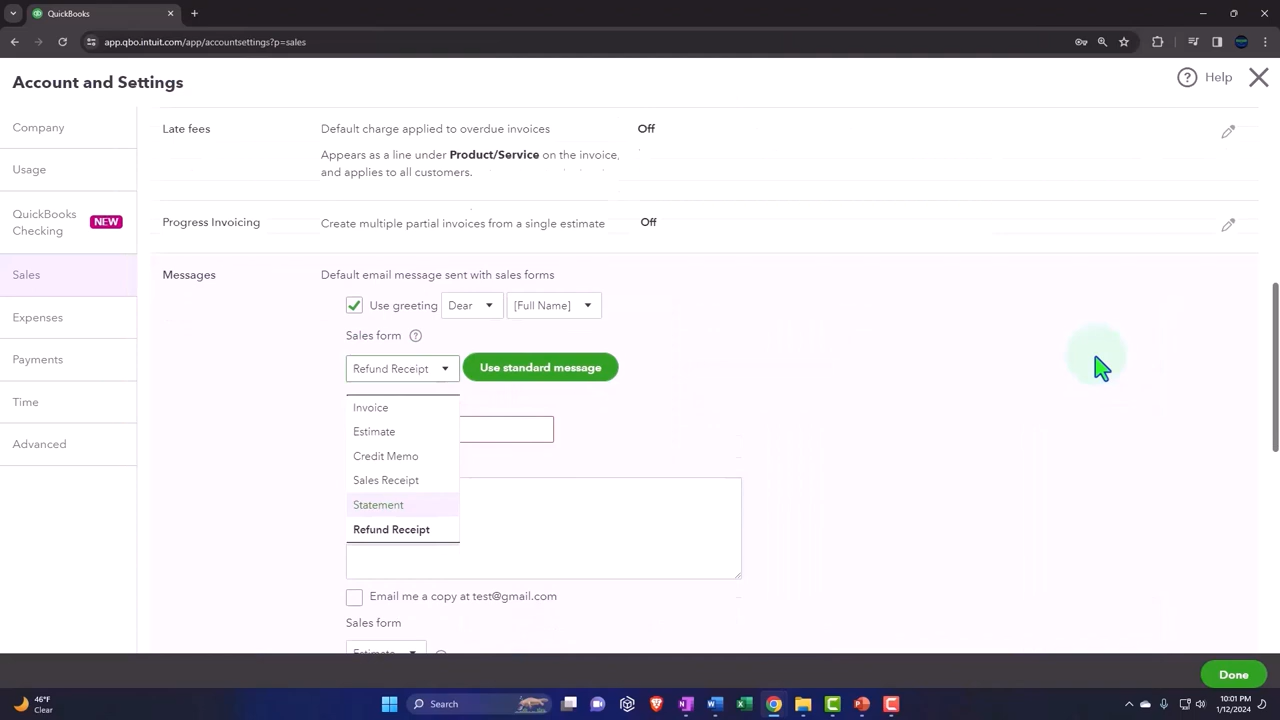 QuickBooks
app.qbo.intuit.com/app/accountsettings?p=sales
Account and Settings
Help
Company
Usage
QuickBooks
Checking
NEW
Sales
Expenses
Payments
Time
Advanced
Late fees
Default charge applied to overdue invoices
Off
Appears as a line under Product/Service on the invoice,
and applies to all customers.
Progress Invoicing
Create multiple partial invoices from a single estimate
Off
Messages
Default email message sent with sales forms
Use greeting
Dear
[Full Name]
Sales form
Refund Receipt
Use standard message
Invoice
Estimate
Credit Memo
Sales Receipt
Statement
Refund Receipt
Email me a copy at test@gmail.com
Sales form
Estimate
Done
46°F
Clear
Search
10:01 PM
1/12/2024